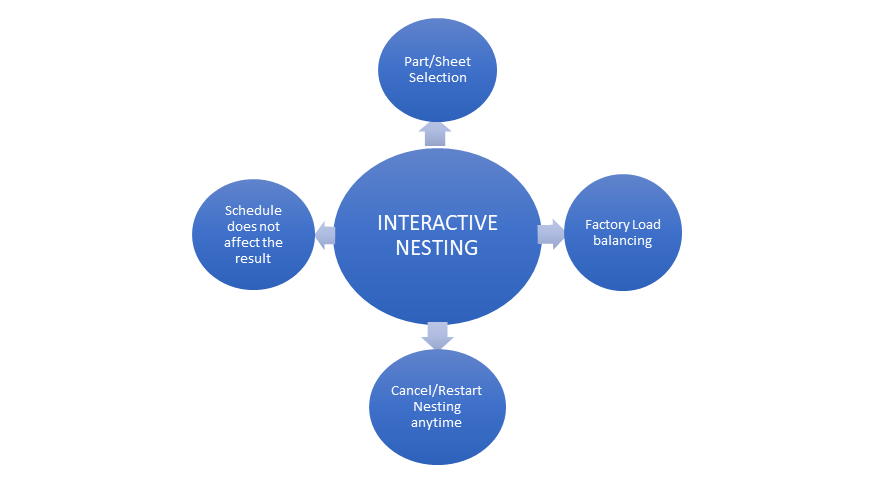 Part/Sheet
Selection
Schedule
does not
affect the
result
INTERACTIVE
NESTING
Factory Load
balancing
Cancel/Restart
Nesting
anytime